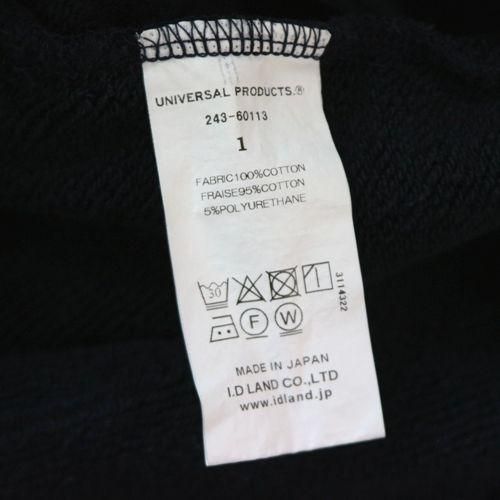 UNIVERSAL PRODUCTS.®
243-60113
1
FABRIC100%COTTON
FRAISE95%COTTON
5%POLYURETHANE
30
3114322
F W
MADE IN JAPAN
I.D LAND CO.,LTD
www.idland.jp